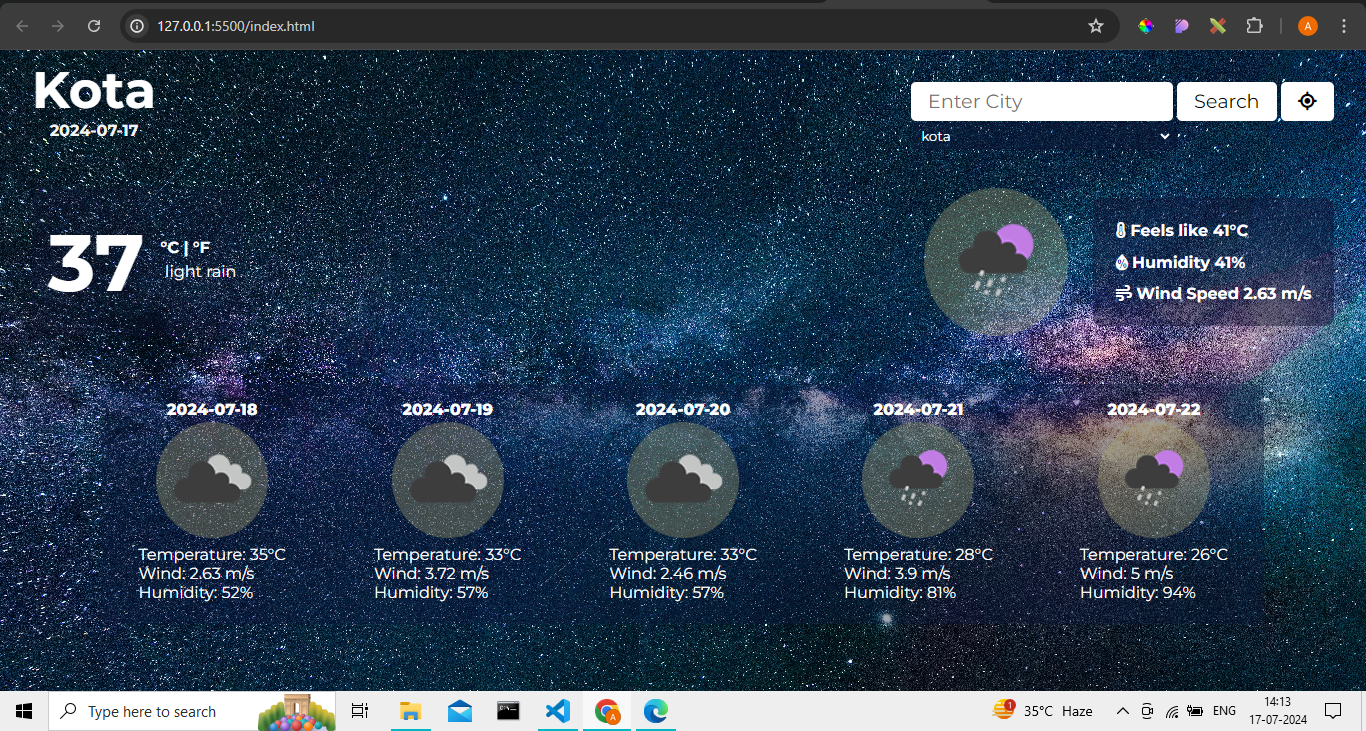 127.0.0.1:5500/index.html
A
Kota
2024-07-17
Enter City
Search
kota
37
°C | °F
light rain
Feels like 41°C
Humidity 41%
Wind Speed 2.63 m/s
2024-07-18
2024-07-19
2024-07-20
2024-07-21
2024-07-22
Temperature: 35°C
Wind: 2.63 m/s
Humidity: 52%
Temperature: 33°C
Wind: 3.72 m/s
Humidity: 57%
Temperature: 33°C
Wind: 2.46 m/s
Humidity: 57%
Temperature: 28°C
Wind: 3.9 m/s
Humidity: 81%
Temperature: 26°C
Wind: 5 m/s
Humidity: 94%
Type here to search
A
1
35°C Haze
ENG
14:13
17-07-2024